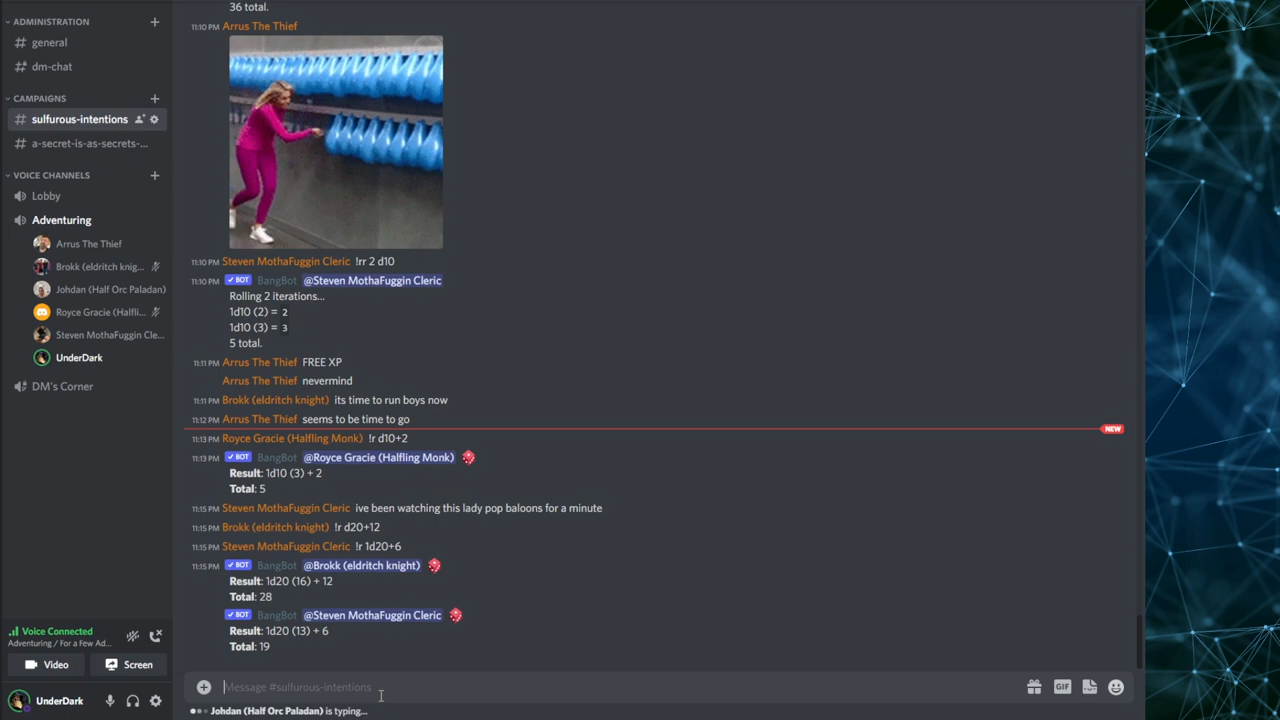 ADMINISTRATION
general
dm-chat
CAMPAIGNS
sulfurous-intentions
a-secret-is-as-secrets-...
VOICE CHANNELS
Lobby
Adventuring
Arrus The Thief
Brokk (eldritch knig...
Johdan (Half Orc Paladan)
Royce Gracie (Halfli...
Steven MothaFuggin Cle...
UnderDark
DM's Corner
Voice Connected
Adventuring / For a Few Ad...
Video
Screen
UnderDark
36 total.
11:10 PM Arrus The Thief
11:10 PM Steven MothaFuggin Cleric !rr 2 d10
11:10 PM BOT BangBot @Steven MothaFuggin Cleric
Rolling 2 iterations...
1d10 (2) = 2
1d10 (3) = 3
5 total.
11:11 PM Arrus The Thief FREE XP
Arrus The Thief nevermind
11:11 PM Brokk (eldritch knight) its time to run boys now
11:12 PM Arrus The Thief seems to be time to go
NEW
11:13 PM Royce Gracie (Halfling Monk) !r d10+2
11:13 PM BOT BangBot @Royce Gracie (Halfling Monk)
Result: 1d10 (3) + 2
Total: 5
11:15 PM Steven MothaFuggin Cleric ive been watching this lady pop baloons for a minute
11:15 PM Brokk (eldritch knight) !r d20+12
11:15 PM Steven MothaFuggin Cleric !r 1d20+6
11:15 PM BOT BangBot @Brokk (eldritch knight)
Result: 1d20 (16) + 12
Total: 28
BOT BangBot @Steven MothaFuggin Cleric
Result: 1d20 (13) + 6
Total: 19
Message #sulfurous-intentions
GIF
Johdan (Half Orc Paladan) is typing...